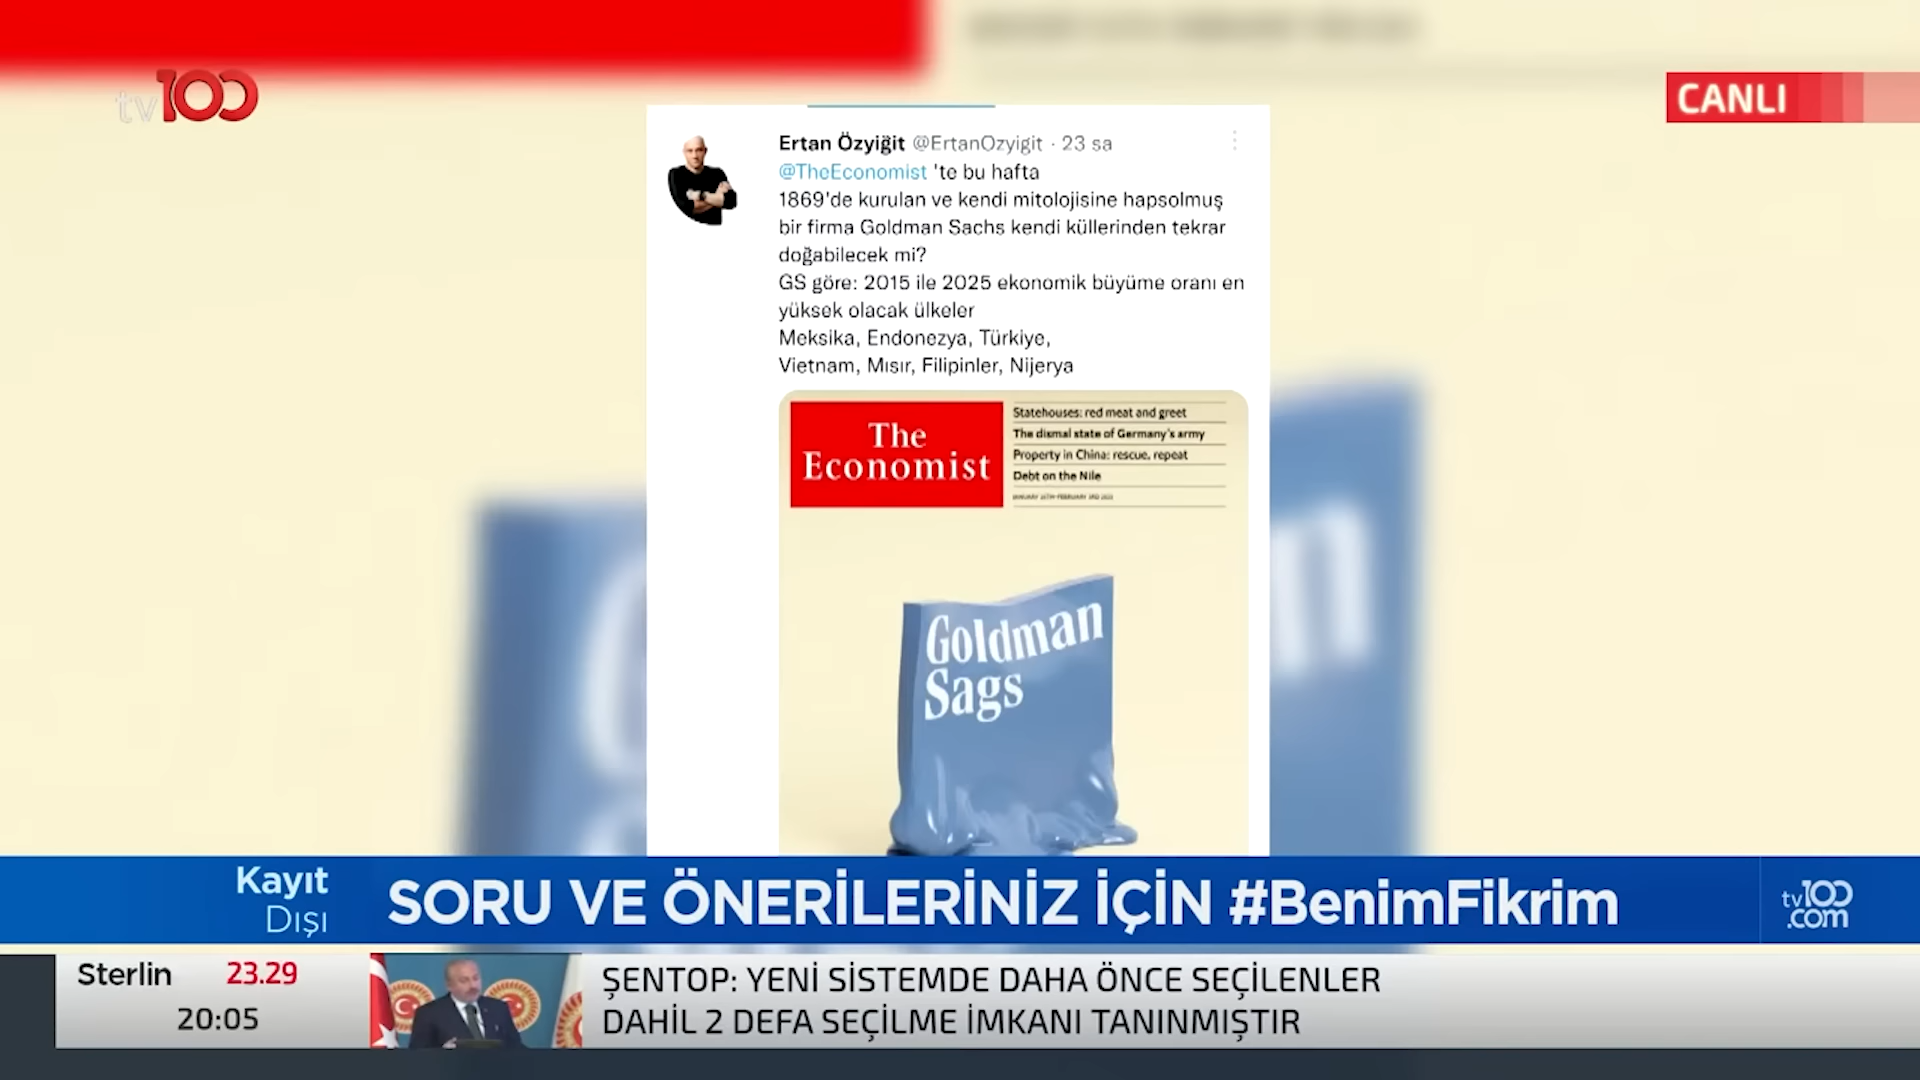 tv100
CANLI
Ertan Özyiğit @ErtanOzyigit · 23 sa
@TheEconomist 'te bu hafta
1869'de kurulan ve kendi mitolojisine hapsolmuş
bir firma Goldman Sachs kendi küllerinden tekrar
doğabilecek mi?
GS göre: 2015 ile 2025 ekonomik büyüme oranı en
yüksek olacak ülkeler
Meksika, Endonezya, Türkiye,
Vietnam, Mısır, Filipinler, Nijerya
The
Economist
Statehouses: red meat and greet
The dismal state of Germany's army
Property in China: rescue, repeat
Debt on the Nile
Goldman
Sags
Kayıt
Dışı
SORU VE ÖNERİLERİNİZ İÇİN #BenimFikrim
tv100
.com
Sterlin 23.29
20:05
ŞENTOP: YENİ SİSTEMDE DAHA ÖNCE SEÇİLENLER
DAHİL 2 DEFA SEÇİLME İMKANI TANINMIŞTIR